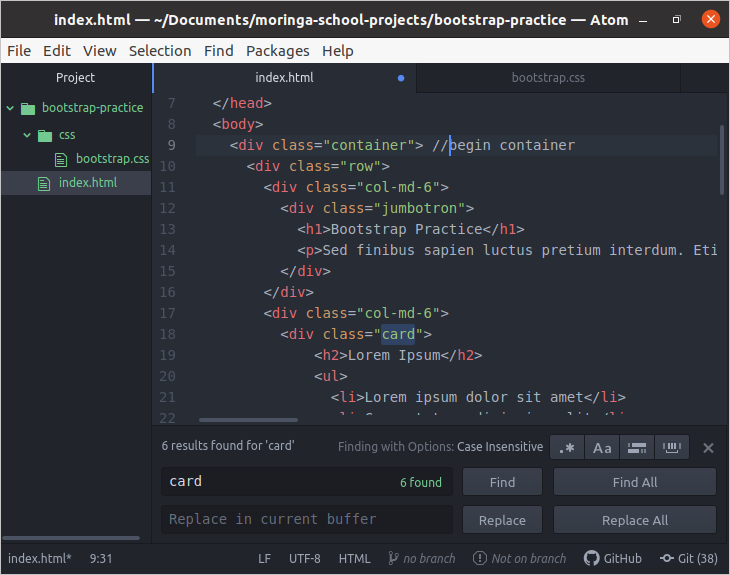 index.html — ~/Documents/moringa-school-projects/bootstrap-practice — Atom
File Edit View Selection Find Packages Help
Project
index.html
bootstrap.css
bootstrap-practice
css
bootstrap.css
index.html
7 </head>
8 <body>
9 <div class="container"> //begin container
10 <div class="row">
11 <div class="col-md-6">
12 <div class="jumbotron">
13 <h1>Bootstrap Practice</h1>
14 <p>Sed finibus sapien luctus pretium interdum. Eti
15 </div>
16 </div>
17 <div class="col-md-6">
18 <div class="card">
19 <h2>Lorem Ipsum</h2>
20 <ul>
21 <li>Lorem ipsum dolor sit amet</li>
22
6 results found for 'card'
Finding with Options: Case Insensitive
.* Aa
card 6 found
Find
Find All
Replace in current buffer
Replace
Replace All
index.html* 9:31 LF UTF-8 HTML no branch Not on branch GitHub Git (38)